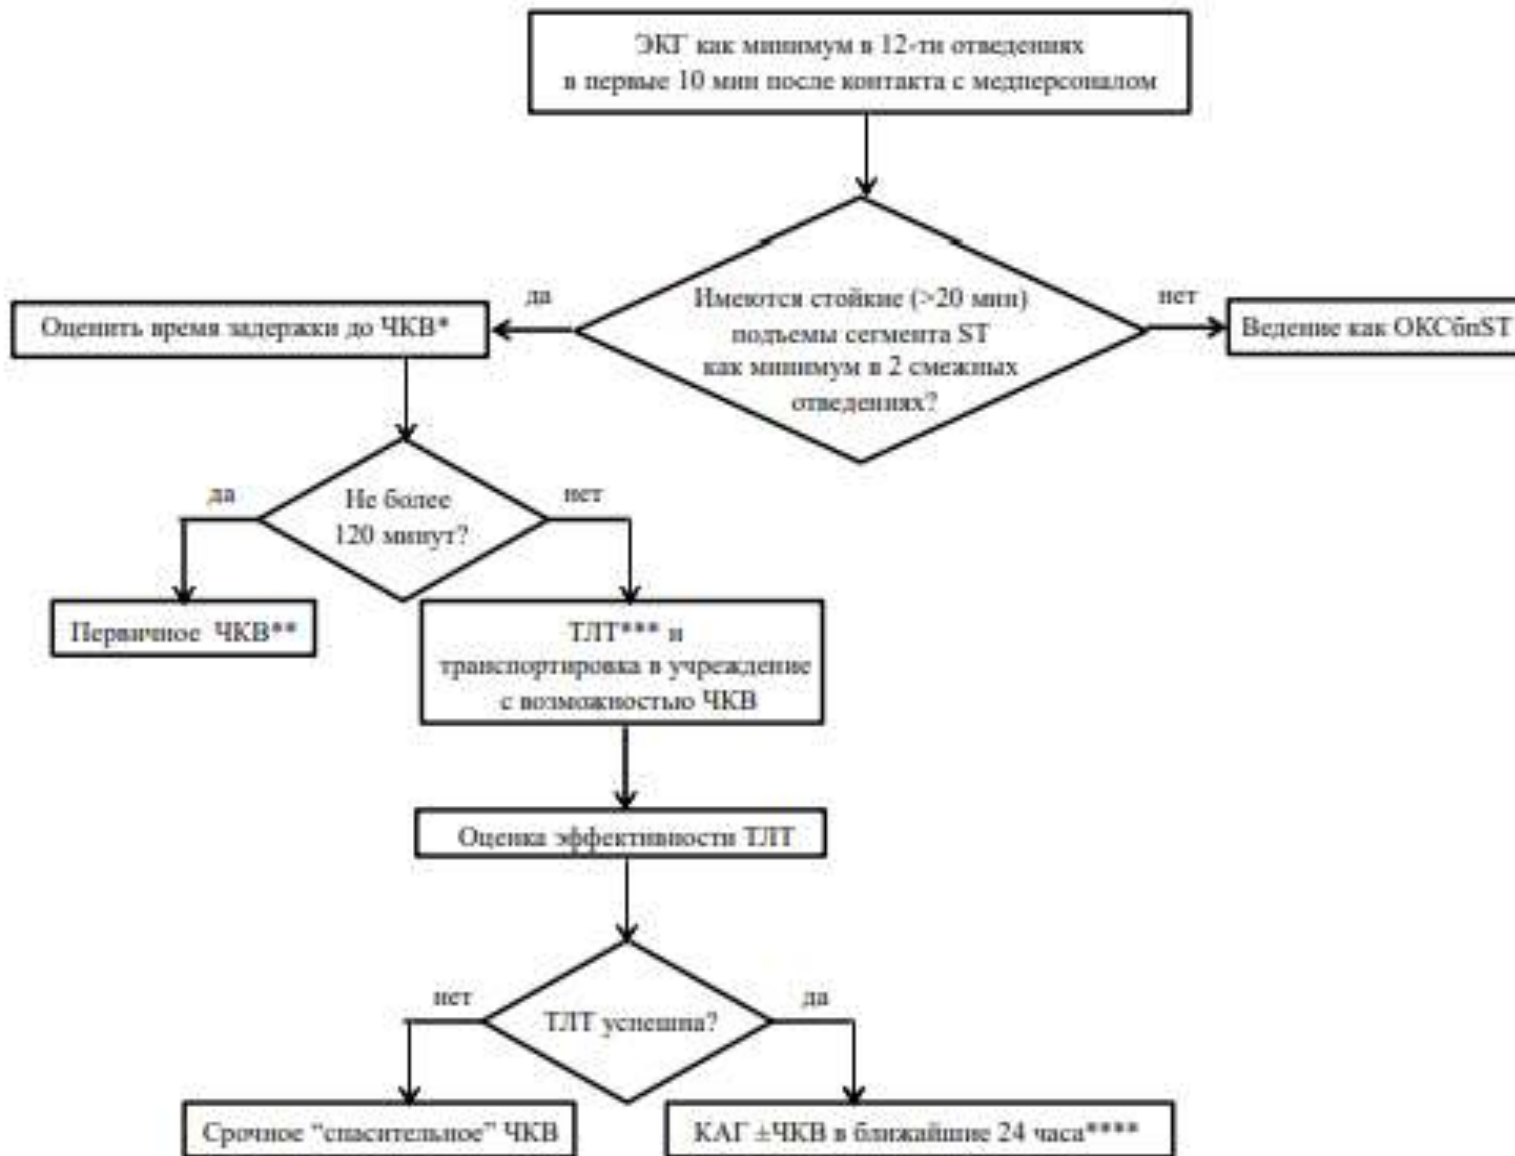 ЭКГ как минимум в 12-ти отведениях
в первые 10 мин после контакта с медперсоналом
да
Имеются стойкие (>20 мин)
подъемы сегмента ST
как минимум в 2 смежных
отведениях?
нет
Оценить время задержки до ЧКВ*
Ведение как ОКСбпST
да
Не более
120 минут?
нет
Первичное ЧКВ**
ТЛТ*** и
транспортировка в учреждение
с возможностью ЧКВ
Оценка эффективности ТЛТ
нет
ТЛТ успешна?
да
Срочное “спасительное” ЧКВ
КАГ ±ЧКВ в ближайшие 24 часа****